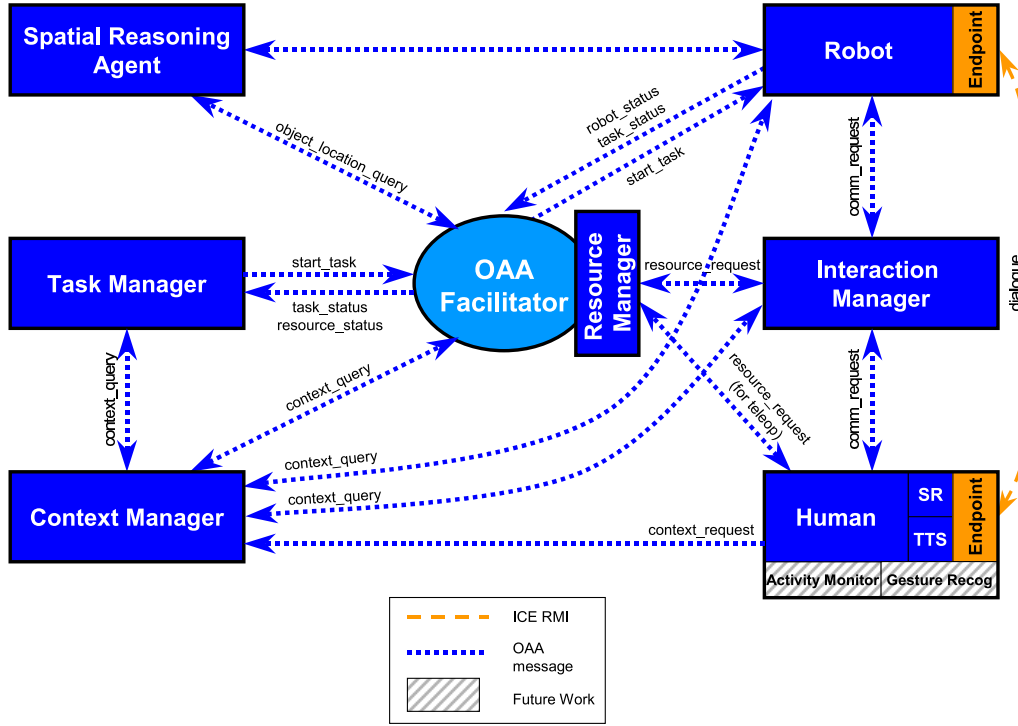 Spatial Reasoning
Agent
Robot
Endpoint
object_location_query
robot_status
task_status
start_task
comm_request
Task Manager
start_task
task_status
resource_status
OAA
Facilitator
Resource
Manager
resource_request
Interaction
Manager
dialogue
context_query
context_query
resource_request
(for teleop)
comm_request
context_query
context_query
Context Manager
context_request
Human
SR
TTS
Endpoint
Activity Monitor
Gesture Recog
ICE RMI
OAA
message
Future Work